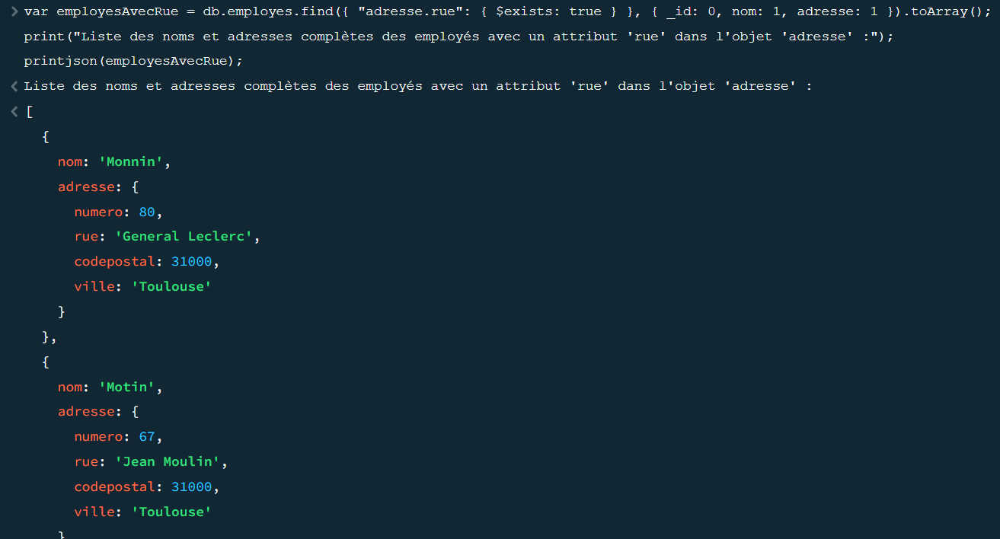 var employesAvecRue = db.employes.find({ "adresse.rue": { $exists: true } }, { _id: 0, nom: 1, adresse: 1 }).toArray();
print("Liste des noms et adresses complètes des employés avec un attribut 'rue' dans l'objet 'adresse' :");
printjson(employesAvecRue);
Liste des noms et adresses complètes des employés avec un attribut 'rue' dans l'objet 'adresse' :
[
{
nom: 'Monnin',
adresse: {
numero: 80,
rue: 'General Leclerc',
codepostal: 31000,
ville: 'Toulouse'
}
},
{
nom: 'Motin',
adresse: {
numero: 67,
rue: 'Jean Moulin',
codepostal: 31000,
ville: 'Toulouse'
}